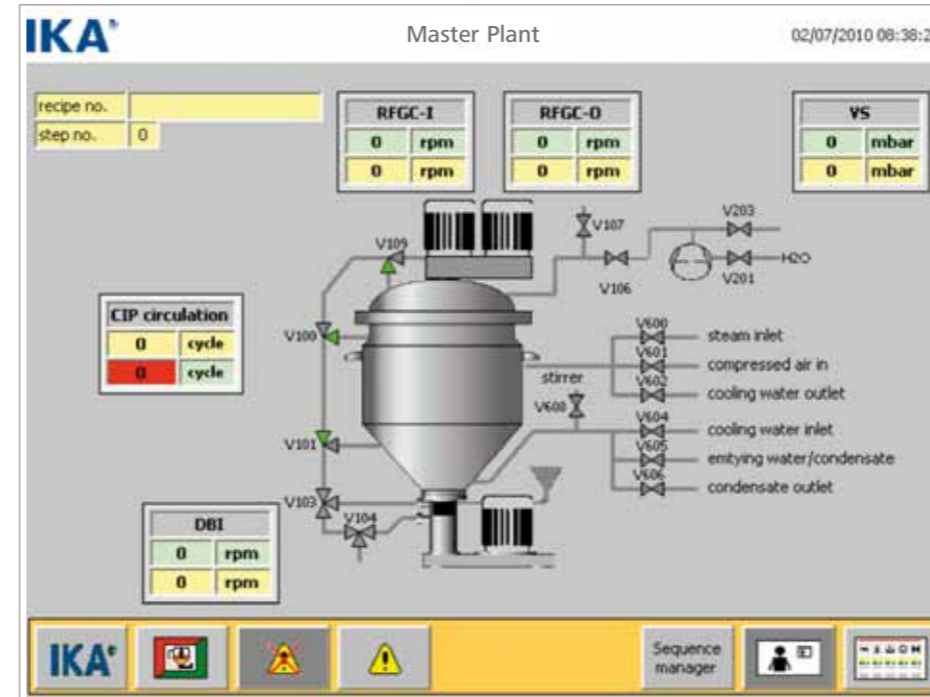 IKA®
Master Plant
02/07/2010 08:38:2
recipe no.
step no. 0
RFGC-I
0 rpm
0 rpm
RFGC-O
0 rpm
0 rpm
VS
0 mbar
0 mbar
V107
V203
V109
H2O
V106
V201
CIP circulation
0 cycle
0 cycle
V100
V600
steam inlet
V601
compressed air in
stirrer
V602
cooling water outlet
V608
V604
cooling water inlet
V101
V605
emtying water/condensate
V606
condensate outlet
V103
V104
DBI
0 rpm
0 rpm
IKA®
Sequence
manager